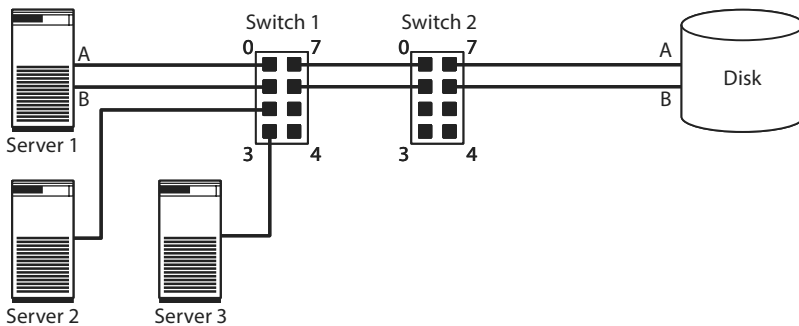 Switch 1 Switch 2
0 7 0 7
A A
B B
Disk
3 4 3 4
Server 1
Server 2 Server 3